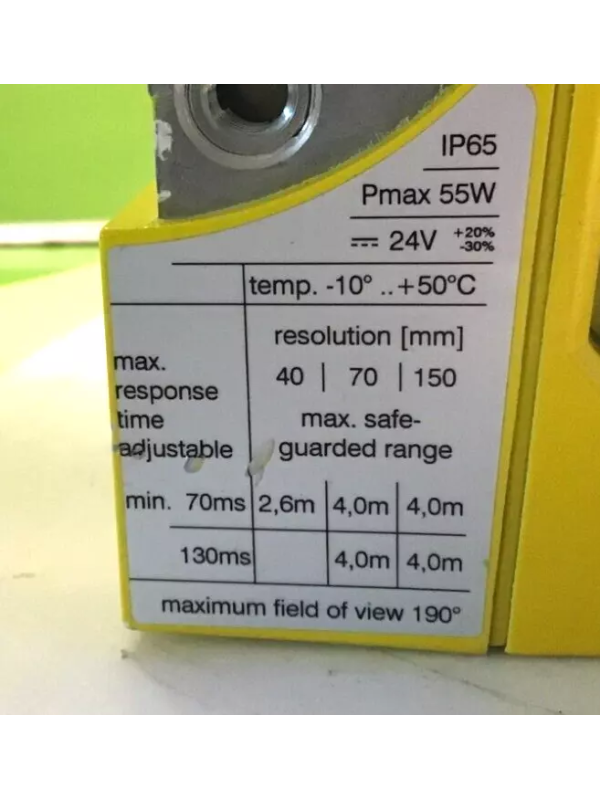 IP65
Pmax 55W
⎓ 24V +20% -30%
temp. -10° ..+50°C
resolution [mm]
40 | 70 | 150
max. response time adjustable
max. safe-
guarded range
min. 70ms 2,6m 4,0m 4,0m
130ms 4,0m 4,0m
maximum field of view 190°